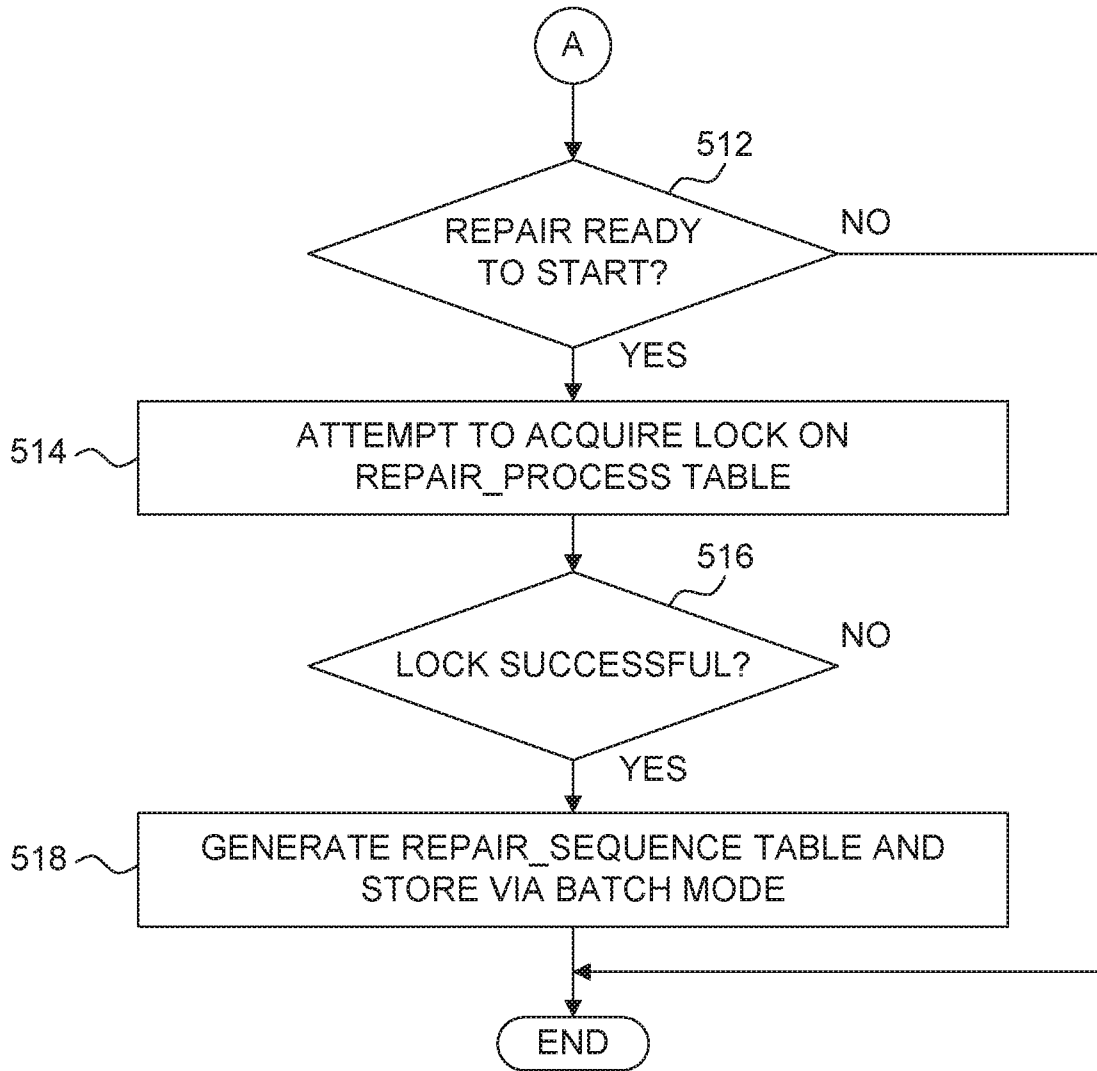 A
512
REPAIR READY
TO START?
NO
YES
514
ATTEMPT TO ACQUIRE LOCK ON
REPAIR_PROCESS TABLE
516
LOCK SUCCESSFUL?
NO
YES
518
GENERATE REPAIR_SEQUENCE TABLE AND
STORE VIA BATCH MODE
END